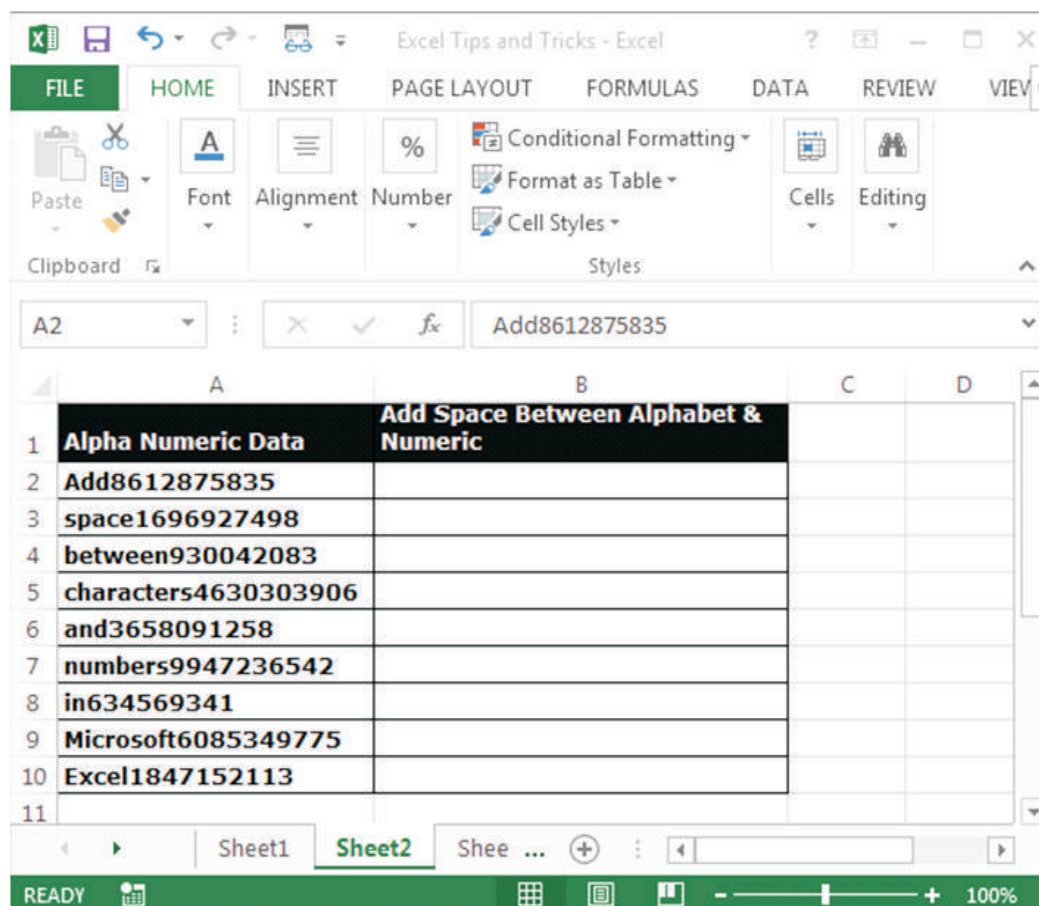 Excel Tips and Tricks - Excel ?
FILE HOME INSERT PAGE LAYOUT FORMULAS DATA REVIEW VIEV
Paste
Clipboard
A
Font
Alignment
%
Number
Conditional Formatting
Format as Table
Cell Styles
Styles
Cells
Editing
A2 fx Add8612875835
A B C D
1 Alpha Numeric Data Add Space Between Alphabet &
Numeric
2 Add8612875835
3 space1696927498
4 between930042083
5 characters4630303906
6 and3658091258
7 numbers9947236542
8 in634569341
9 Microsoft6085349775
10 Excel1847152113
11
Sheet1 Sheet2 Shee ...
READY 100%